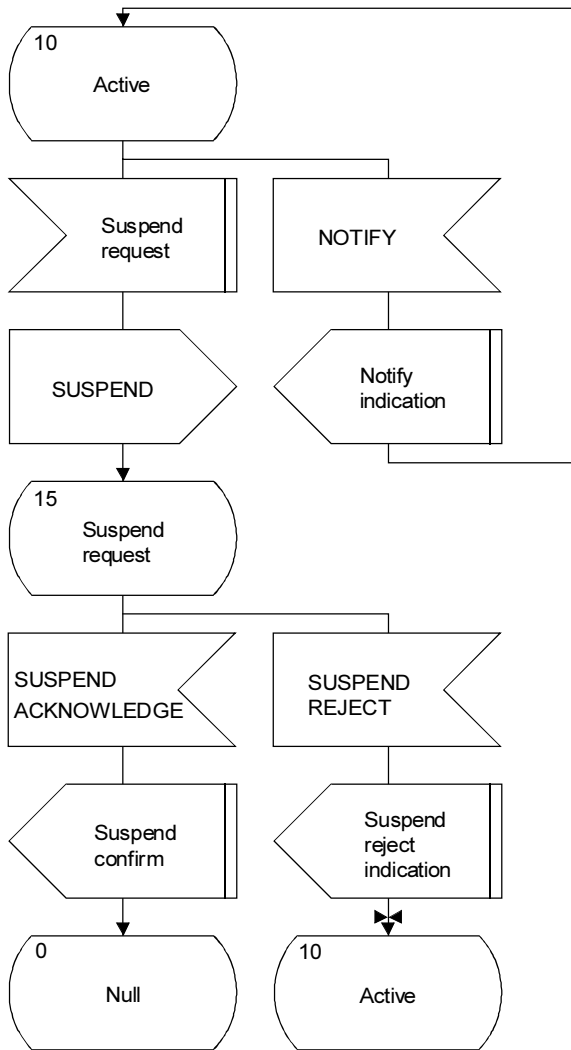 10
Active
Suspend
request
NOTIFY
SUSPEND
Notify
indication
15
Suspend
request
SUSPEND
ACKNOWLEDGE
SUSPEND
REJECT
Suspend
confirm
Suspend
reject
indication
0
Null
10
Active